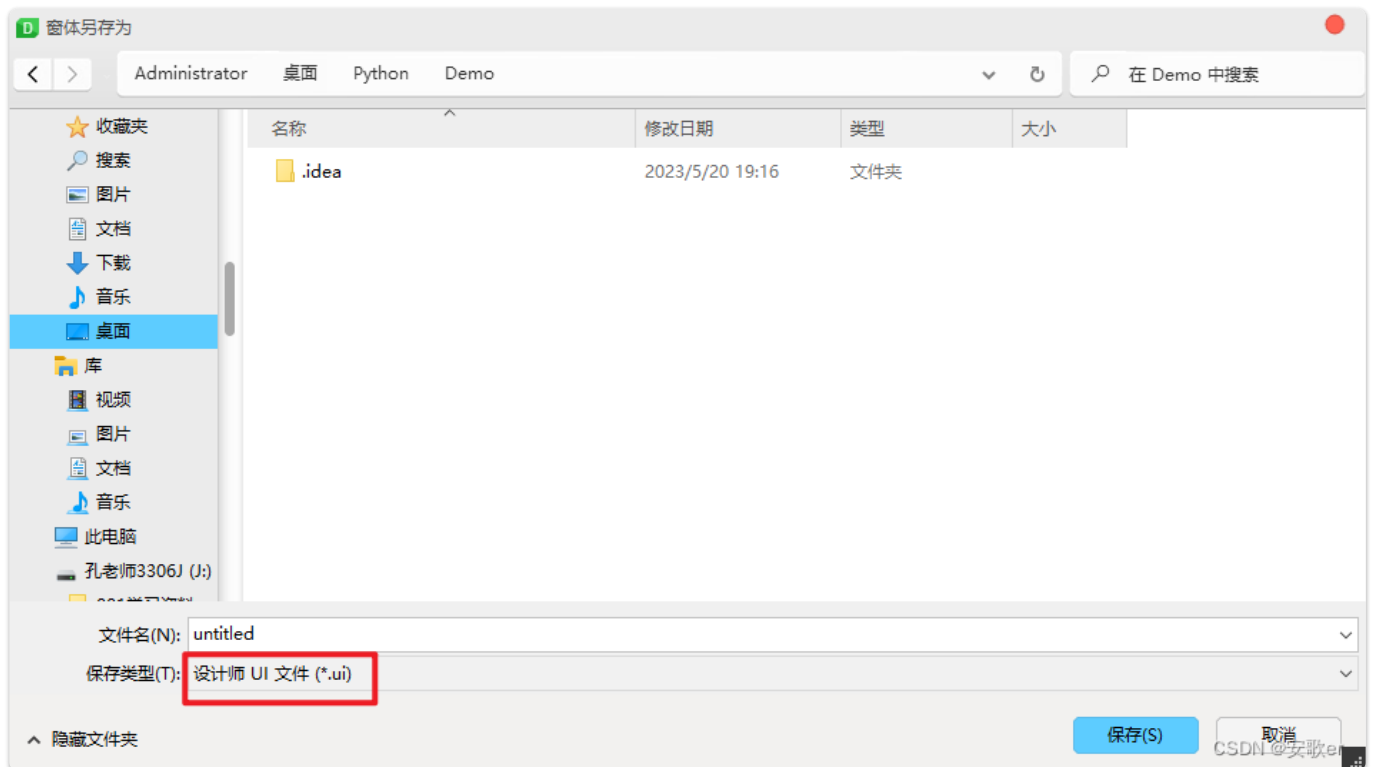 窗体另存为
Administrator 桌面 Python Demo 在 Demo 中搜索
收藏夹
搜索
图片
文档
下载
音乐
桌面
库
视频
图片
文档
音乐
此电脑
孔老师3306J (J:)
名称 修改日期 类型 大小
.idea 2023/5/20 19:16 文件夹
文件名(N): untitled
保存类型(T): 设计师 UI 文件 (*.ui)
隐藏文件夹 保存(S) 取消
CSDN @安歌er